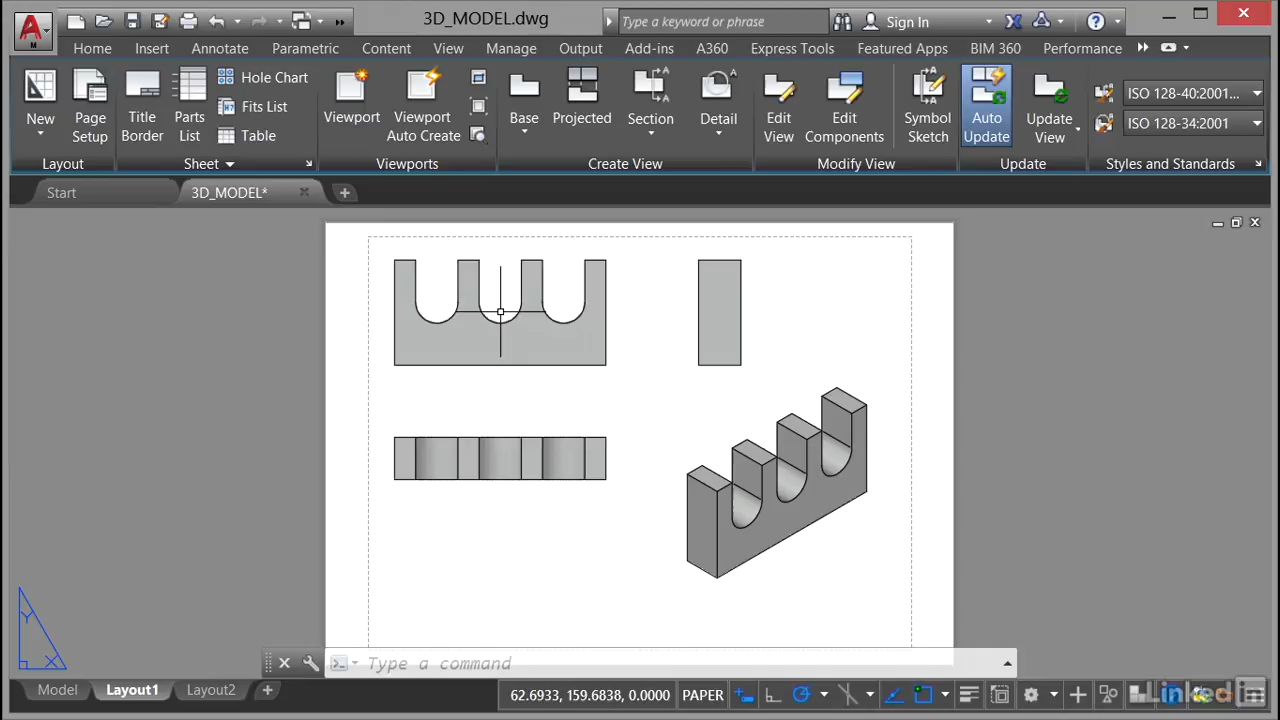 3D_MODEL.dwg
Type a keyword or phrase
Sign In
M
Home Insert Annotate Parametric Content View Manage Output Add-ins A360 Express Tools Featured Apps BIM 360 Performance
New
Page
Setup
Layout
Title
Border
Parts
List
Hole Chart
Fits List
Table
Sheet
Viewport
Viewport
Auto Create
Viewports
Base
Projected
Section
Detail
Create View
Edit
View
Edit
Components
Modify View
Symbol
Sketch
Auto
Update
Update
View
Update
ISO 128-40:2001...
ISO 128-34:2001
Styles and Standards
Start
3D_MODEL*
Y
X
Type a command
Model
Layout1
Layout2
62.6933, 159.6838, 0.0000
PAPER
Linked in